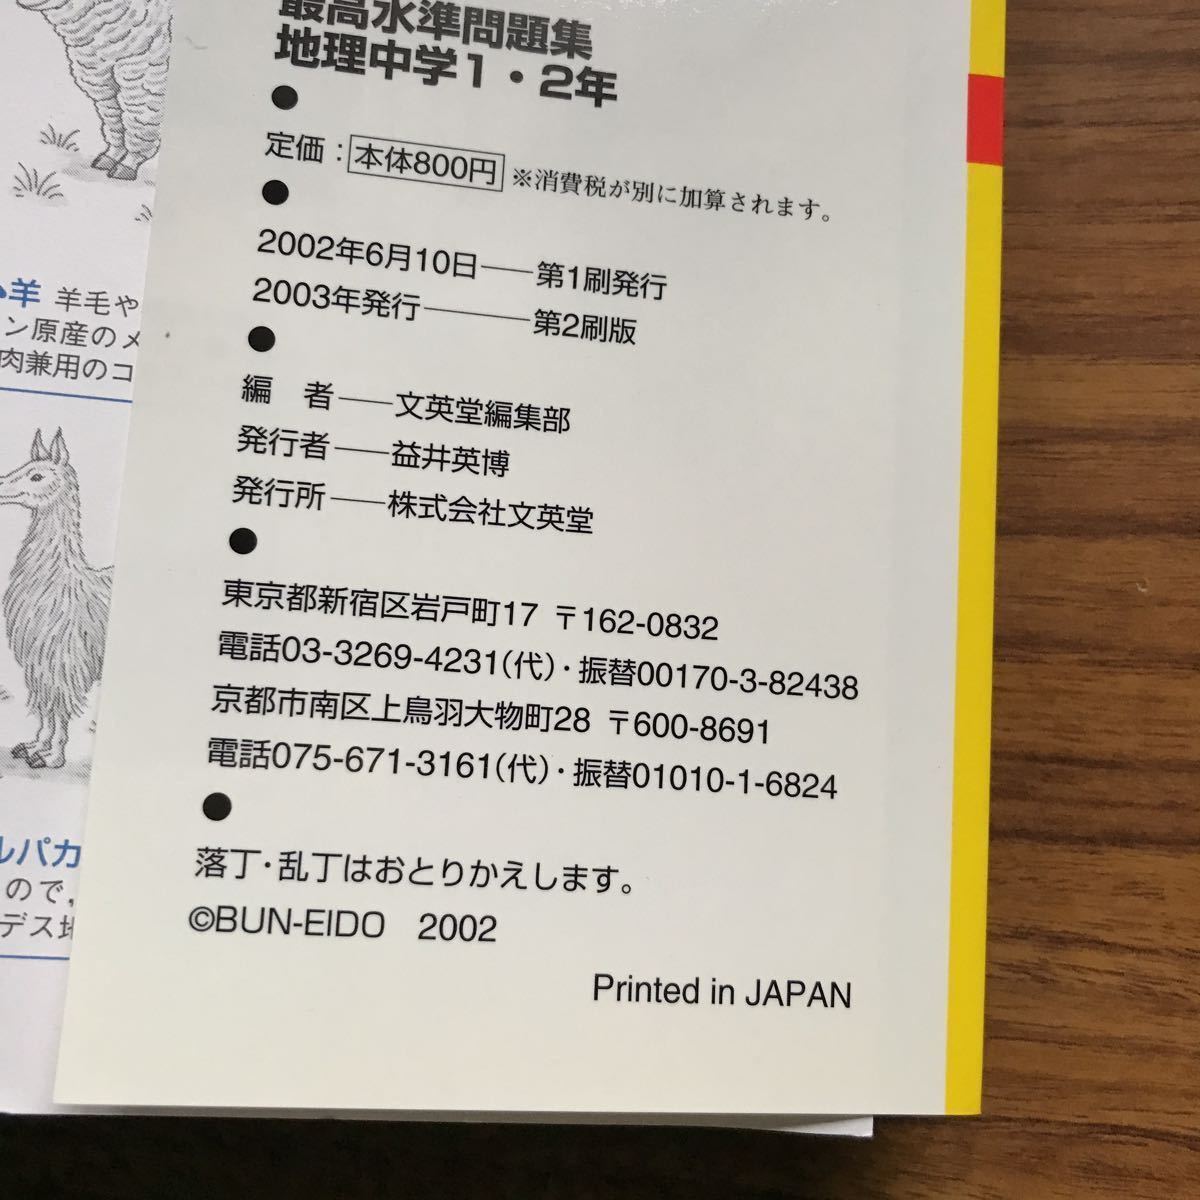 最高水準問題集
地理中学1・2年
定価：本体800円 ※消費税が別に加算されます。
2002年6月10日――第1刷発行
2003年発行―――第2刷版
編　者――文英堂編集部
発行者――益井英博
発行所――株式会社文英堂
東京都新宿区岩戸町17 〒162-0832
電話03-3269-4231(代)・振替00170-3-82438
京都市南区上鳥羽大物町28 〒600-8691
電話075-671-3161(代)・振替01010-1-6824
落丁・乱丁はおとりかえします。
©BUN-EIDO 2002
Printed in JAPAN
羊 羊毛や
ン原産のメ
肉兼用のコ
ルパカ
ので,
デス地